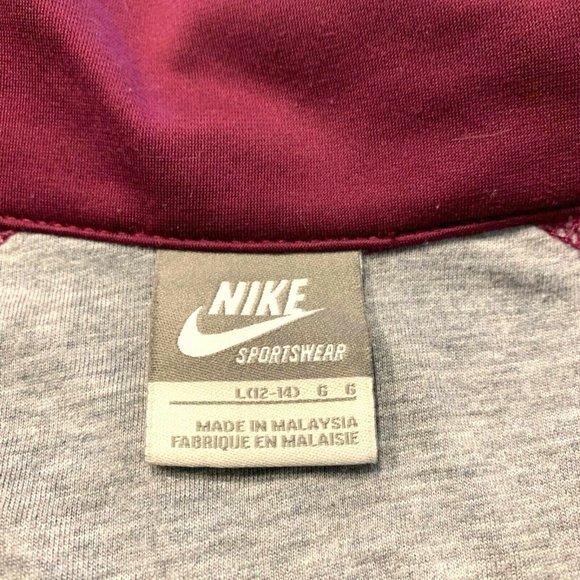 NIKE
SPORTSWEAR
L(12-14) G G
MADE IN MALAYSIA
FABRIQUE EN MALAISIE